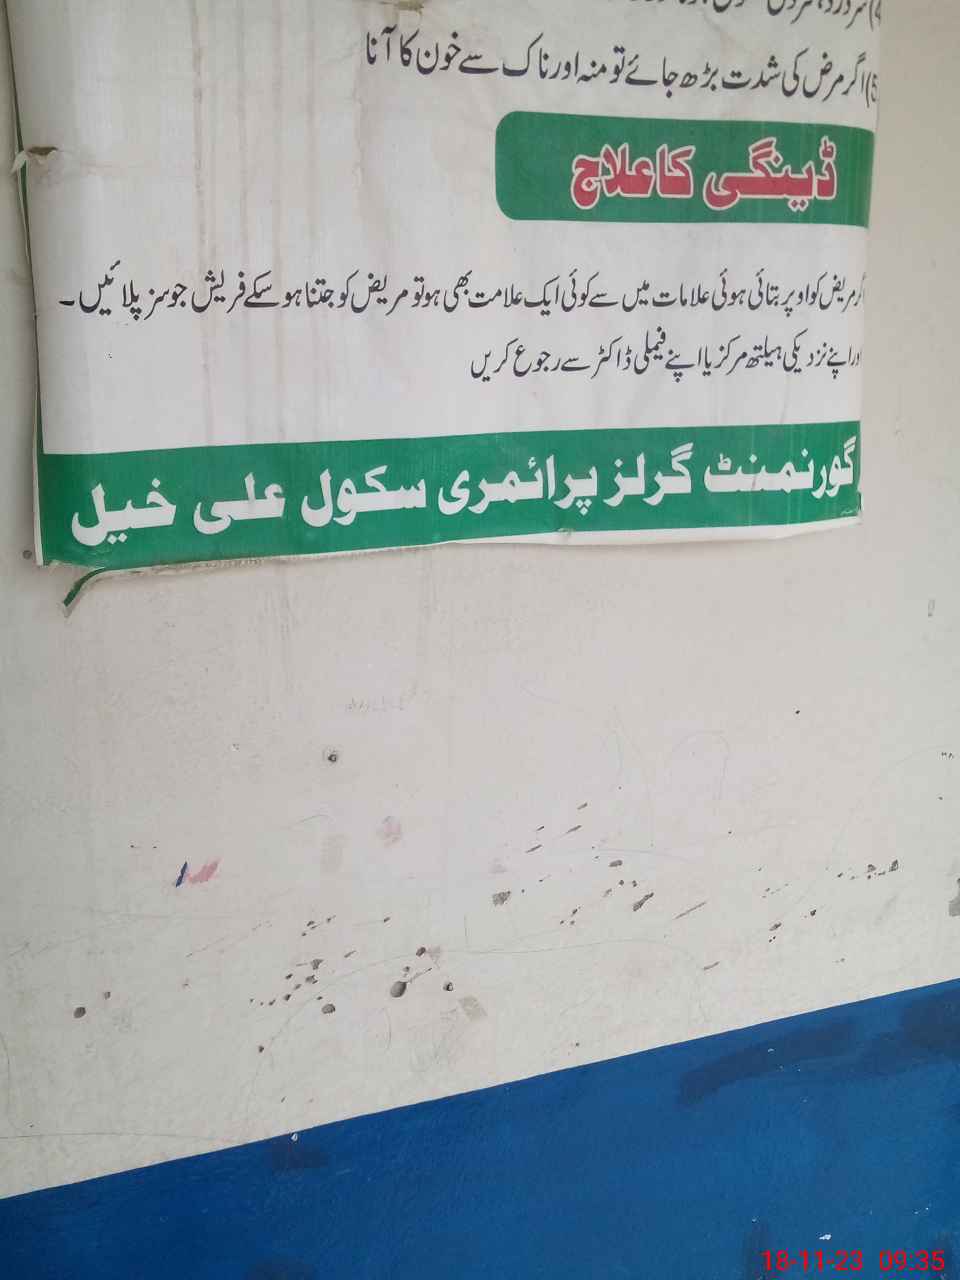 5) اگر مرض کی شدت بڑھ جائے تو منہ اور ناک سے خون کا آنا
ڈینگی کا علاج
اگر مریض کو اوپر بتائی ہوئی علامات میں سے کوئی ایک علامت بھی ہو تو مریض کو جتنا ہو سکے فریش جوسز پلائیں۔
اور اپنے نزدیکی ہیلتھ مرکز یا اپنے فیملی ڈاکٹر سے رجوع کریں
گورنمنٹ گرلز پرائمری سکول علی خیل
18-11-23 09:35